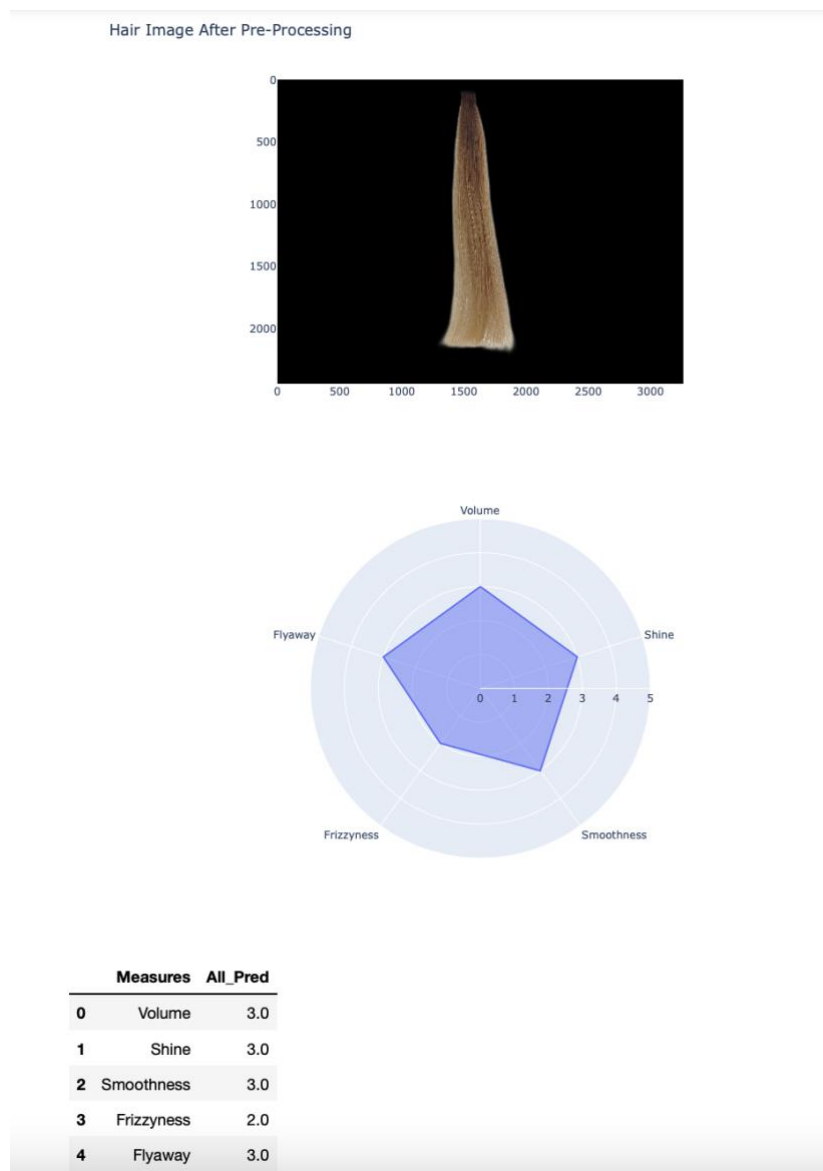 Hair Image After Pre-Processing
0
500
1000
1500
2000
0 500 1000 1500 2000 2500 3000
Volume
Flyaway Shine
0 1 2 3 4 5
Frizzyness Smoothness
Measures All_Pred
0 Volume 3.0
1 Shine 3.0
2 Smoothness 3.0
3 Frizzyness 2.0
4 Flyaway 3.0